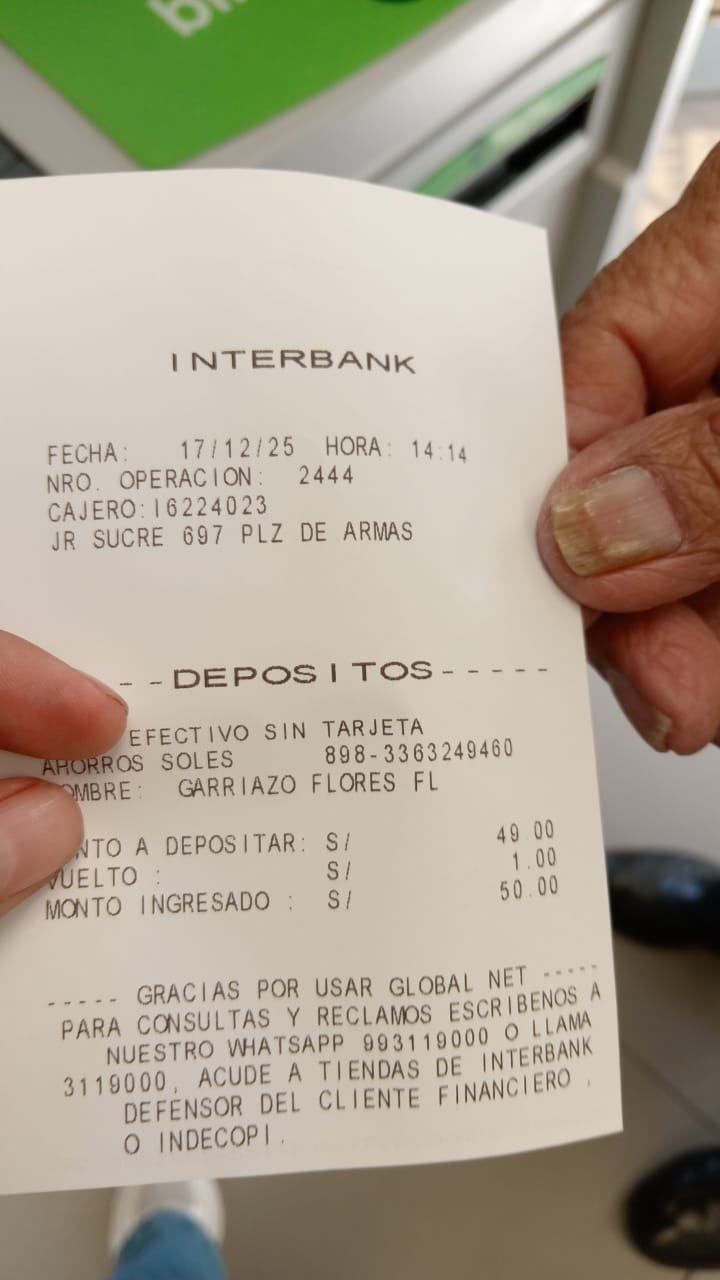 INTERBANK
FECHA: 17/12/25 HORA: 14:14
NRO. OPERACION: 2444
CAJERO:I6224023
JR SUCRE 697 PLZ DE ARMAS
--DEPOSITOS-----
EFECTIVO SIN TARJETA
AHORROS SOLES 898-3363249460
OMBRE: GARRIAZO FLORES FL
NTO A DEPOSITAR: S/ 49.00
VUELTO : S/ 1.00
MONTO INGRESADO : S/ 50.00
----- GRACIAS POR USAR GLOBAL NET -----
PARA CONSULTAS Y RECLAMOS ESCRIBENOS A
NUESTRO WHATSAPP 993119000 O LLAMA
3119000, ACUDE A TIENDAS DE INTERBANK
DEFENSOR DEL CLIENTE FINANCIERO ,
O INDECOPI.